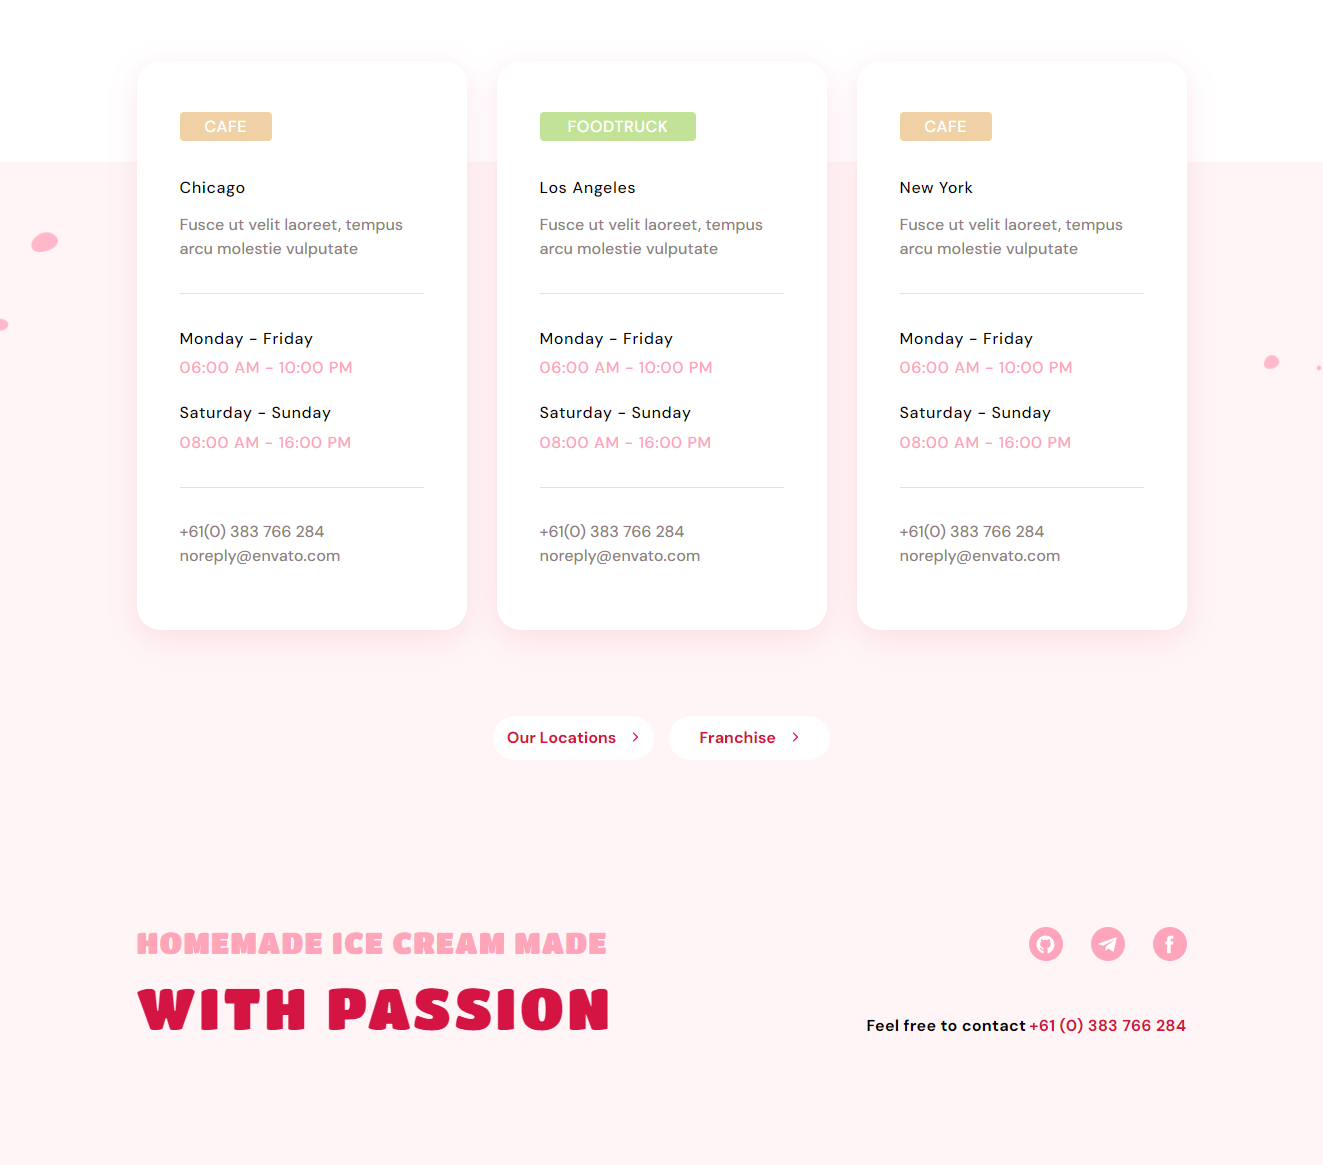 CAFE
Chicago
Fusce ut velit laoreet, tempus
arcu molestie vulputate
Monday - Friday
06:00 AM - 10:00 PM
Saturday - Sunday
08:00 AM - 16:00 PM
+61(0) 383 766 284
noreply@envato.com
FOODTRUCK
Los Angeles
Fusce ut velit laoreet, tempus
arcu molestie vulputate
Monday - Friday
06:00 AM - 10:00 PM
Saturday - Sunday
08:00 AM - 16:00 PM
+61(0) 383 766 284
noreply@envato.com
CAFE
New York
Fusce ut velit laoreet, tempus
arcu molestie vulputate
Monday - Friday
06:00 AM - 10:00 PM
Saturday - Sunday
08:00 AM - 16:00 PM
+61(0) 383 766 284
noreply@envato.com
Our Locations
Franchise
HOMEMADE ICE CREAM MADE
WITH PASSION
Feel free to contact +61 (0) 383 766 284